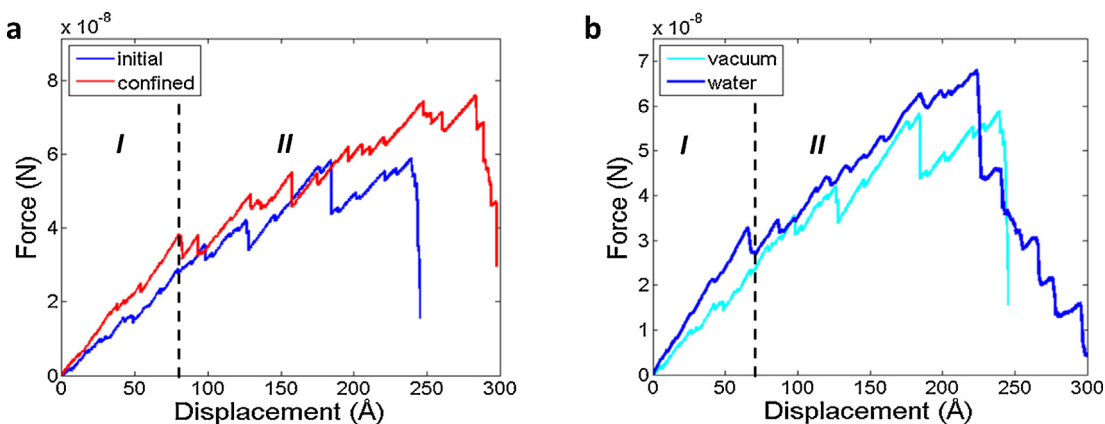 a
x 10-8
initial
confined
I
II
8
6
4
2
0
Force (N)
0 50 100 150 200 250 300
Displacement (Å)
b
x 10-8
vacuum
water
I
II
7
6
5
4
3
2
1
0
Force (N)
0 50 100 150 200 250 300
Displacement (Å)